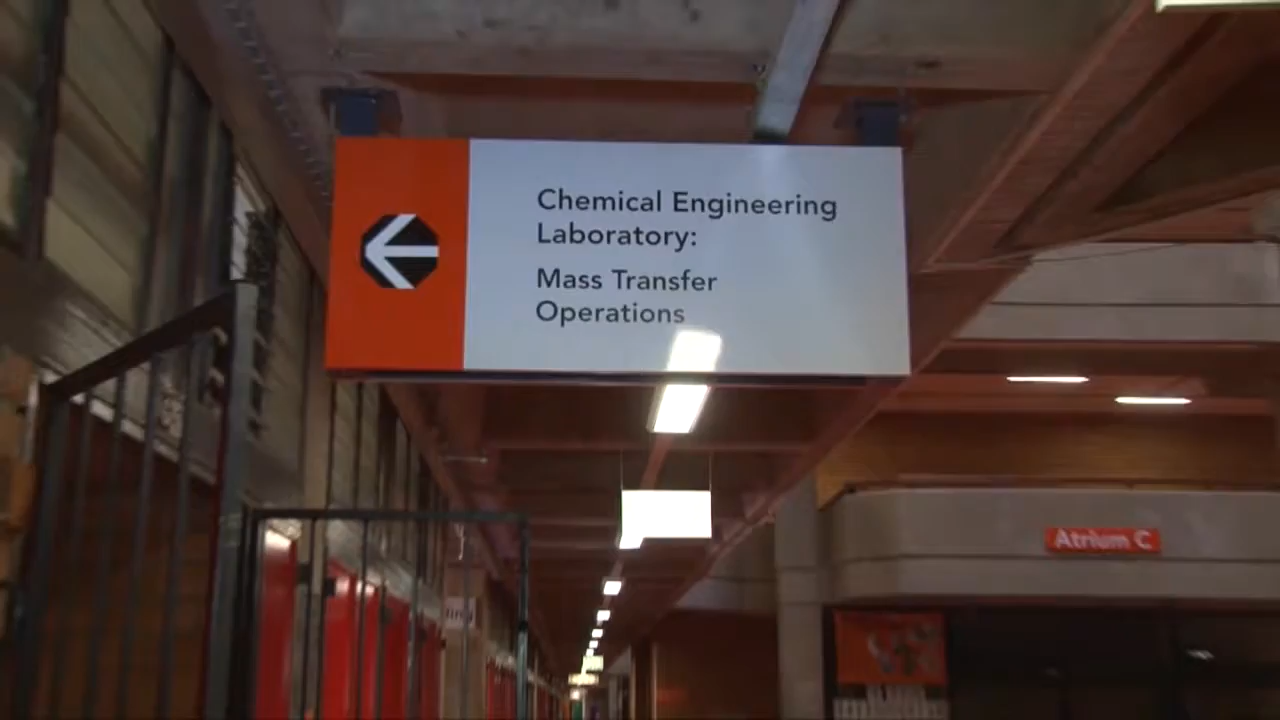 Chemical Engineering
Laboratory:
Mass Transfer
Operations
Atrium C